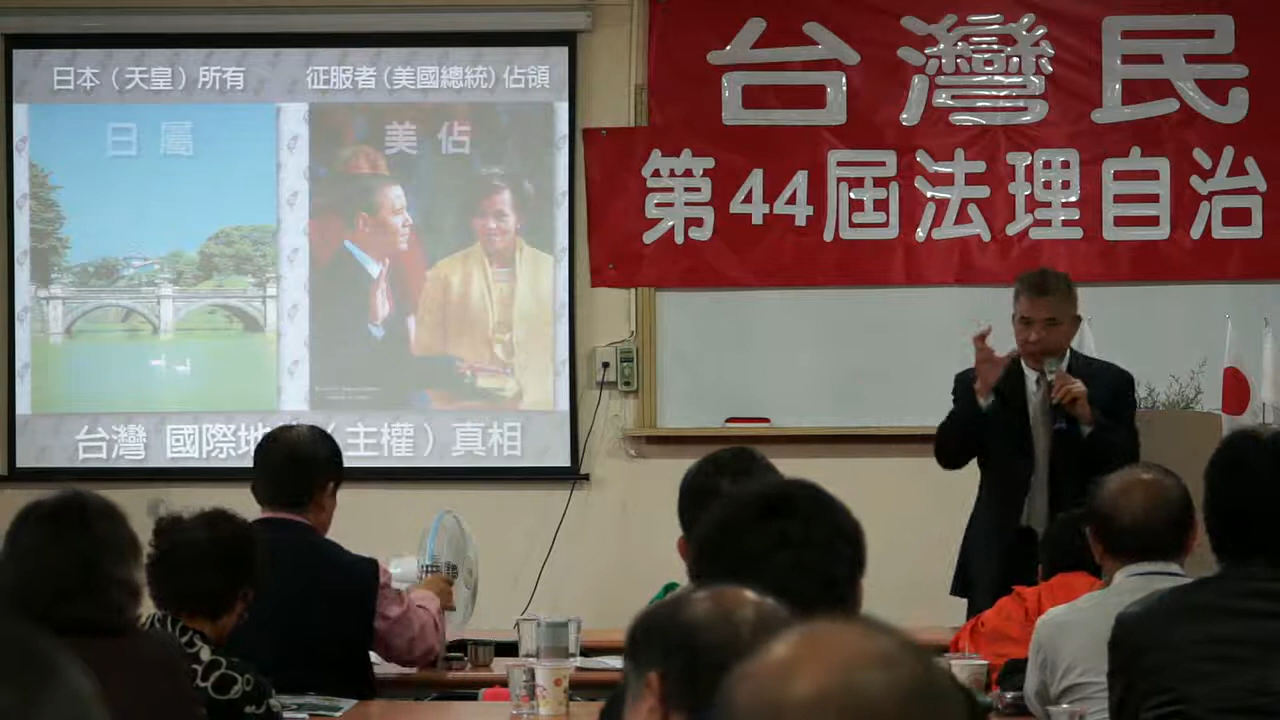 日本（天皇）所有
征服者（美國總統）佔領
日屬
美佔
台灣 國際地 （主權）真相
台灣民
第44屆法理自治